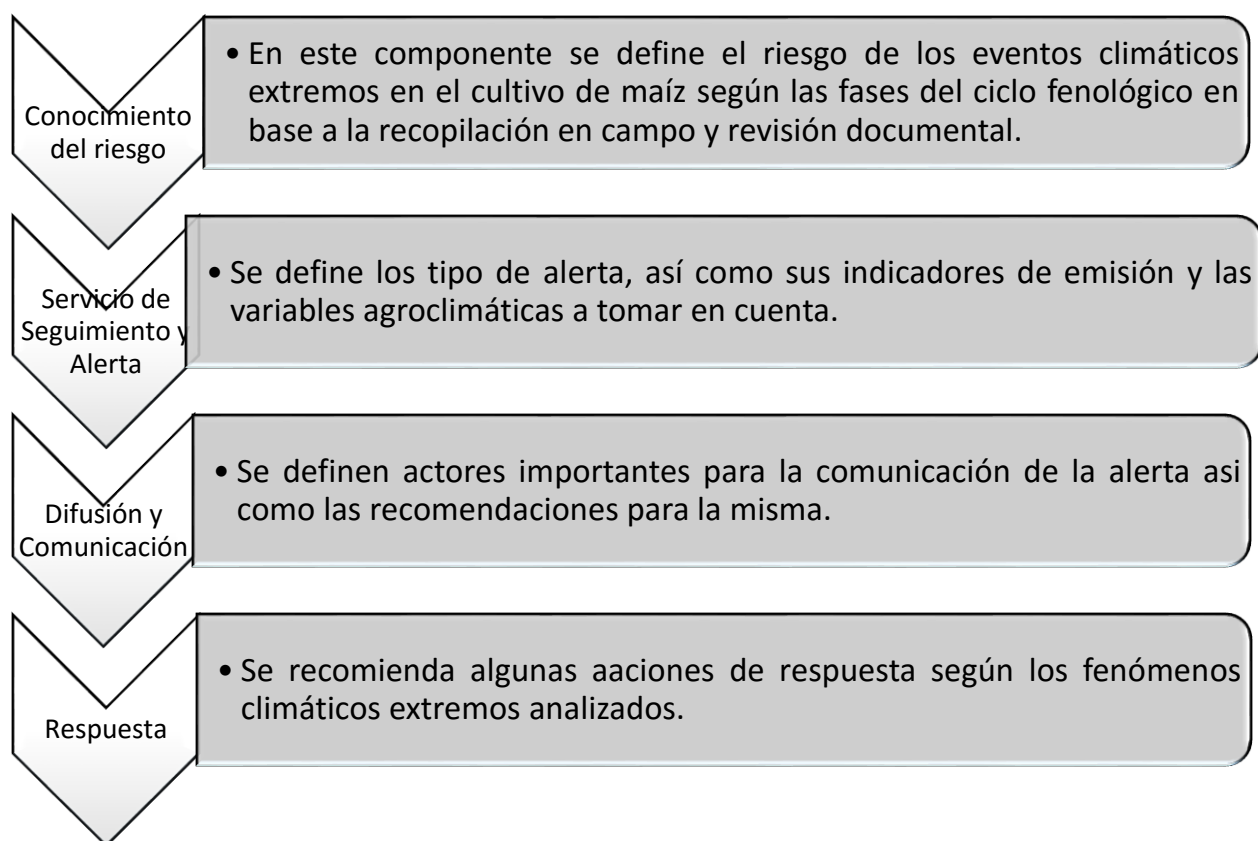 Conocimiento
del riesgo
• En este componente se define el riesgo de los eventos climáticos
extremos en el cultivo de maíz según las fases del ciclo fenológico en
base a la recopilación en campo y revisión documental.
Servicio de
Seguimiento y
Alerta
• Se define los tipo de alerta, así como sus indicadores de emisión y las
variables agroclimáticas a tomar en cuenta.
Difusión y
Comunicación
• Se definen actores importantes para la comunicación de la alerta asi
como las recomendaciones para la misma.
Respuesta
• Se recomienda algunas aaciones de respuesta según los fenómenos
climáticos extremos analizados.